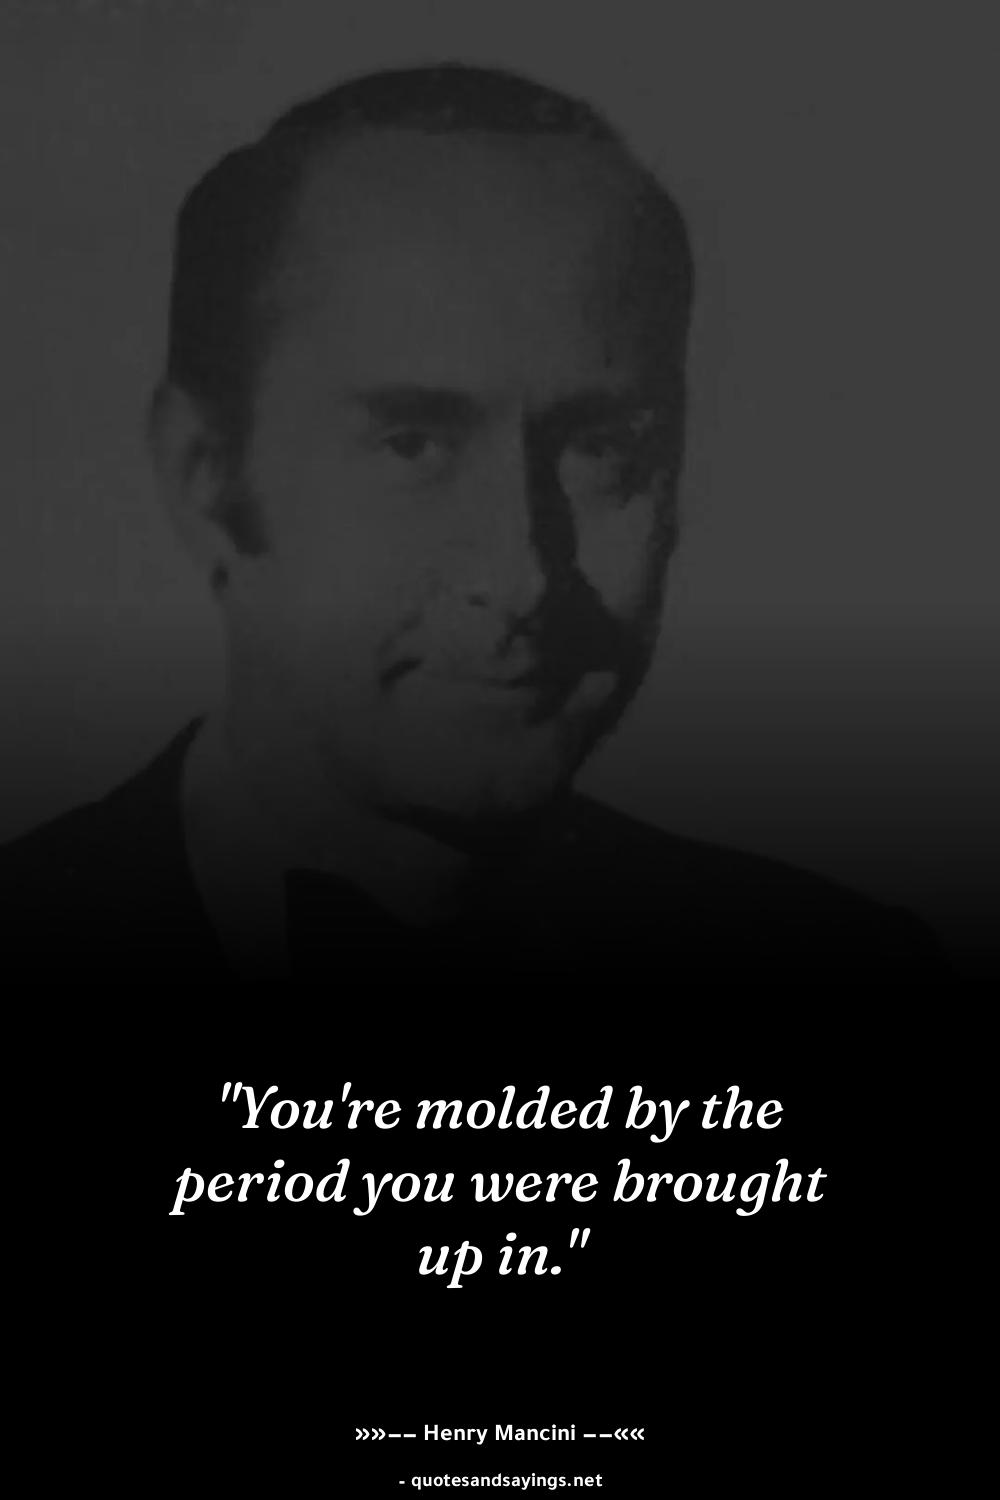 "You're molded by the
period you were brought
up in."
»»−− Henry Mancini −−««
- quotesandsayings.net